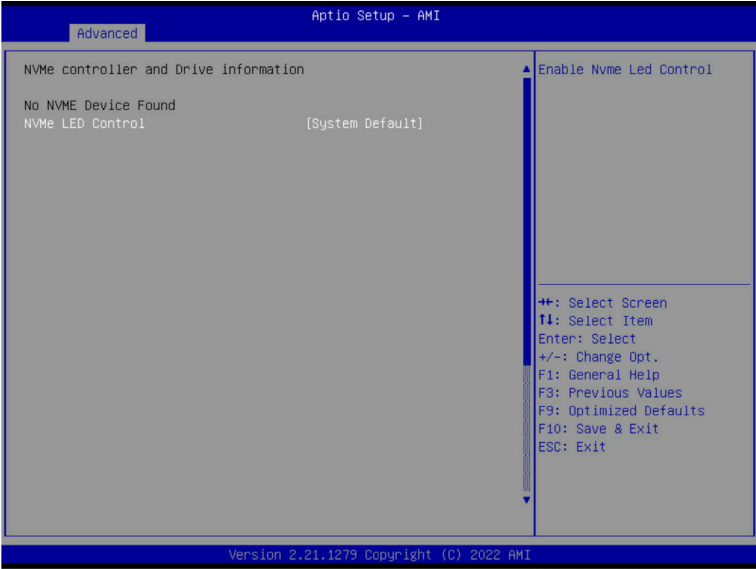 Aptio Setup – AMI
Advanced
NVMe controller and Drive information
No NVME Device Found
NVMe LED Control [System Default]
Enable Nvme Led Control
→←: Select Screen
↑↓: Select Item
Enter: Select
+/-: Change Opt.
F1: General Help
F3: Previous Values
F9: Optimized Defaults
F10: Save & Exit
ESC: Exit
Version 2.21.1279 Copyright (C) 2022 AMI